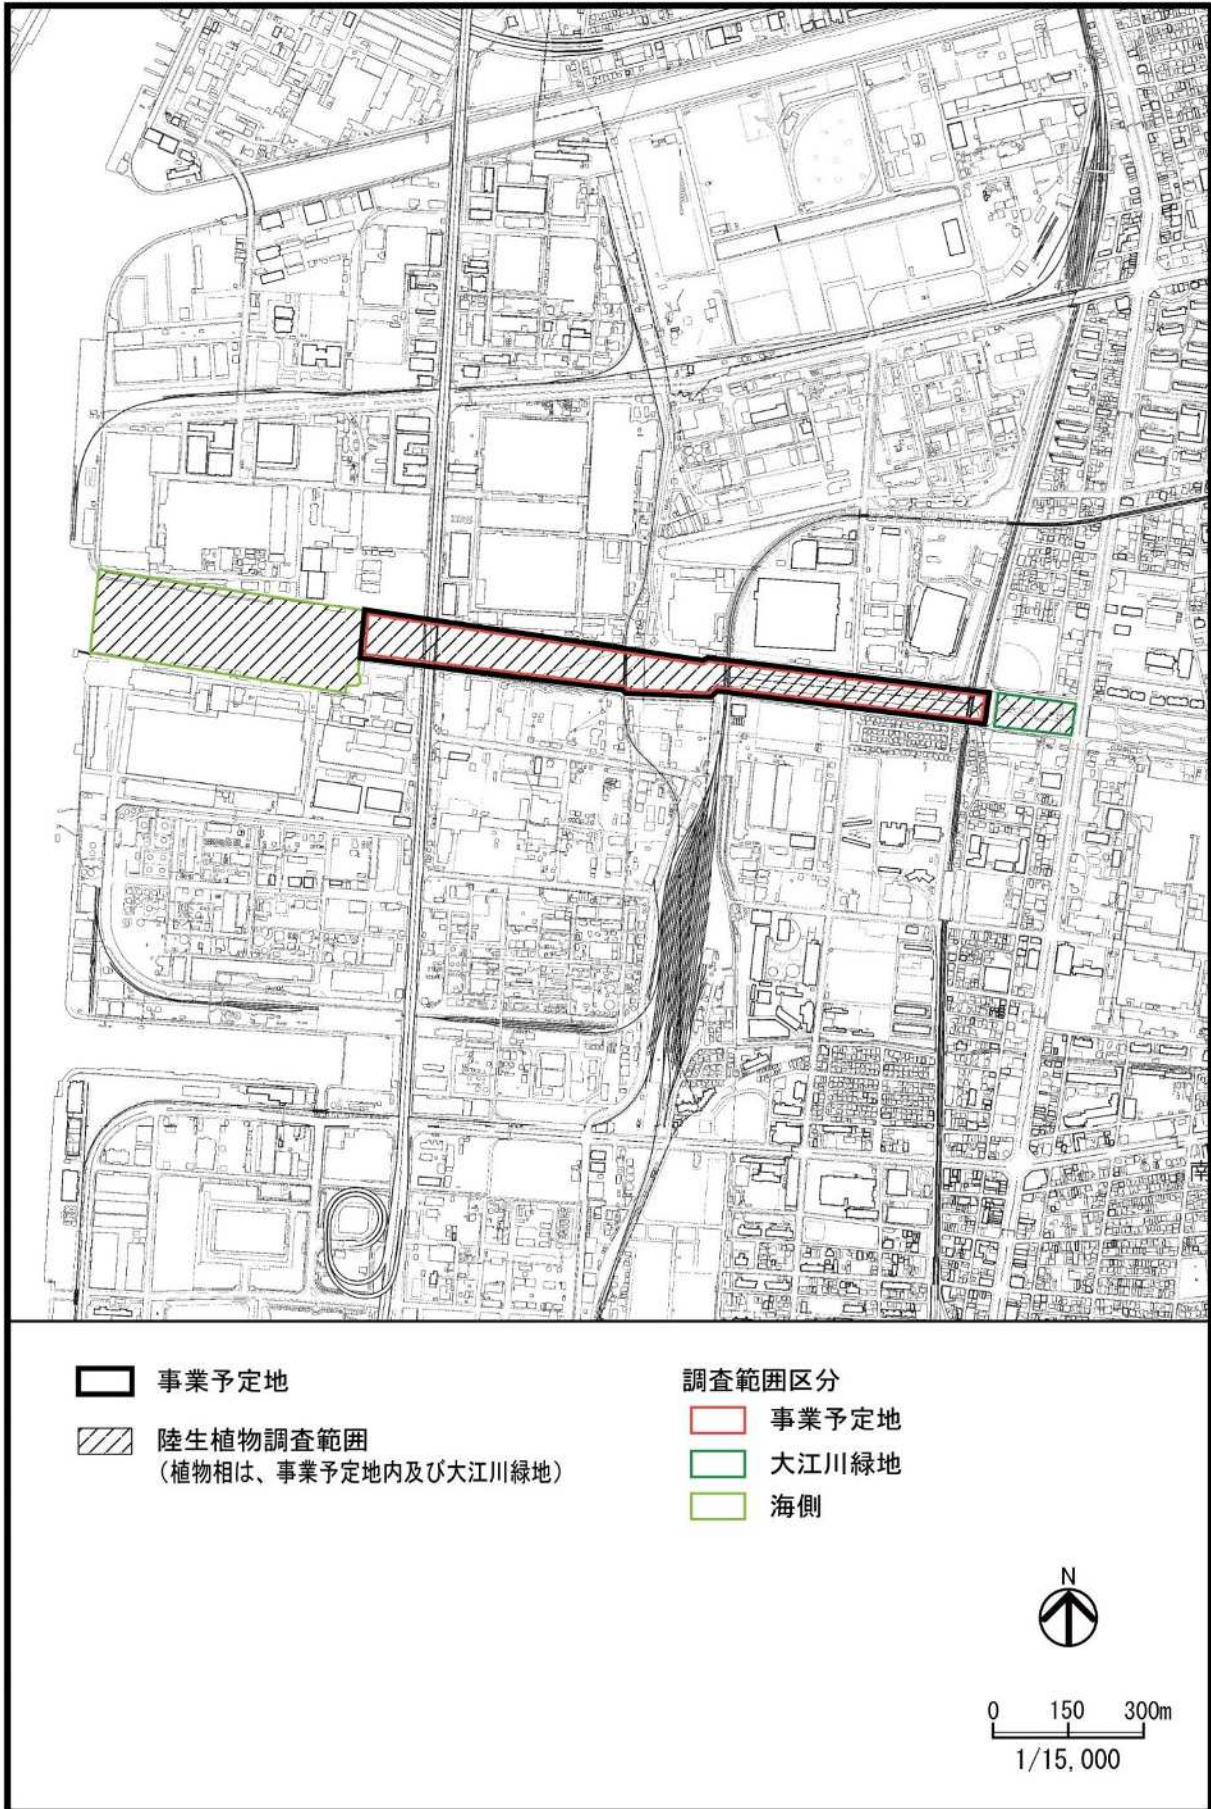 南
事業予定地
陸生植物調査範囲
(植物相は、事業予定地内及び大江川緑地)
調査範囲区分
事業予定地
大江川緑地
海側
N
0 150 300m
1/15,000